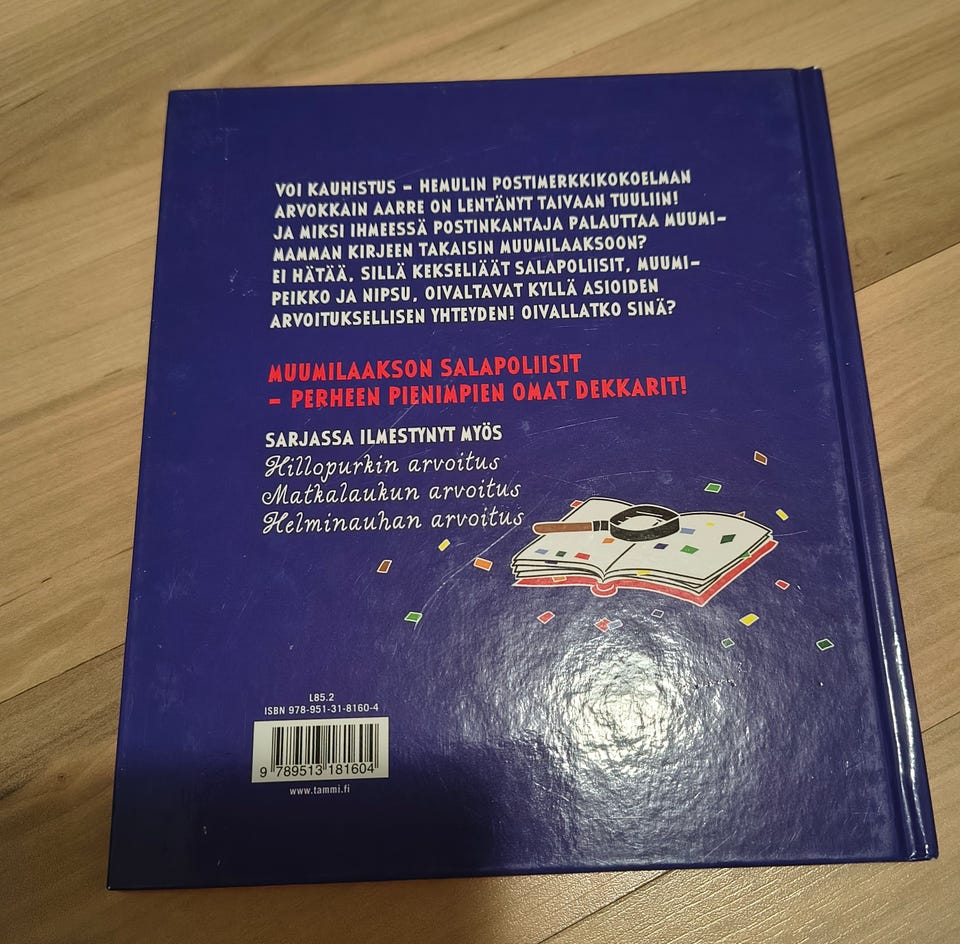 VOI KAUHISTUS – HEMULIN POSTIMERKKIKOKOELMAN
ARVOKKAIN AARRE ON LENTÄNYT TAIVAAN TUULIIN!
JA MIKSI IHMEESSÄ POSTINKANTAJA PALAUTTAA MUUMI-
MAMMAN KIRJEEN TAKAISIN MUUMILAAKSOON?
EI HÄTÄÄ, SILLÄ KEKSELIÄÄT SALAPOLIISIT, MUUMI-
PEIKKO JA NIPSU, OIVALTAVAT KYLLÄ ASIOIDEN
ARVOITUKSELLISEN YHTEYDEN! OIVALLATKO SINÄ?
MUUMILAAKSON SALAPOLIISIT
– PERHEEN PIENIMPIEN OMAT DEKKARIT!
SARJASSA ILMESTYNYT MYÖS
Hillopurkin arvoitus
Matkalaukun arvoitus
Helminauhan arvoitus
L85.2
ISBN 978-951-31-8160-4
9 789513 181604
www.tammi.fi